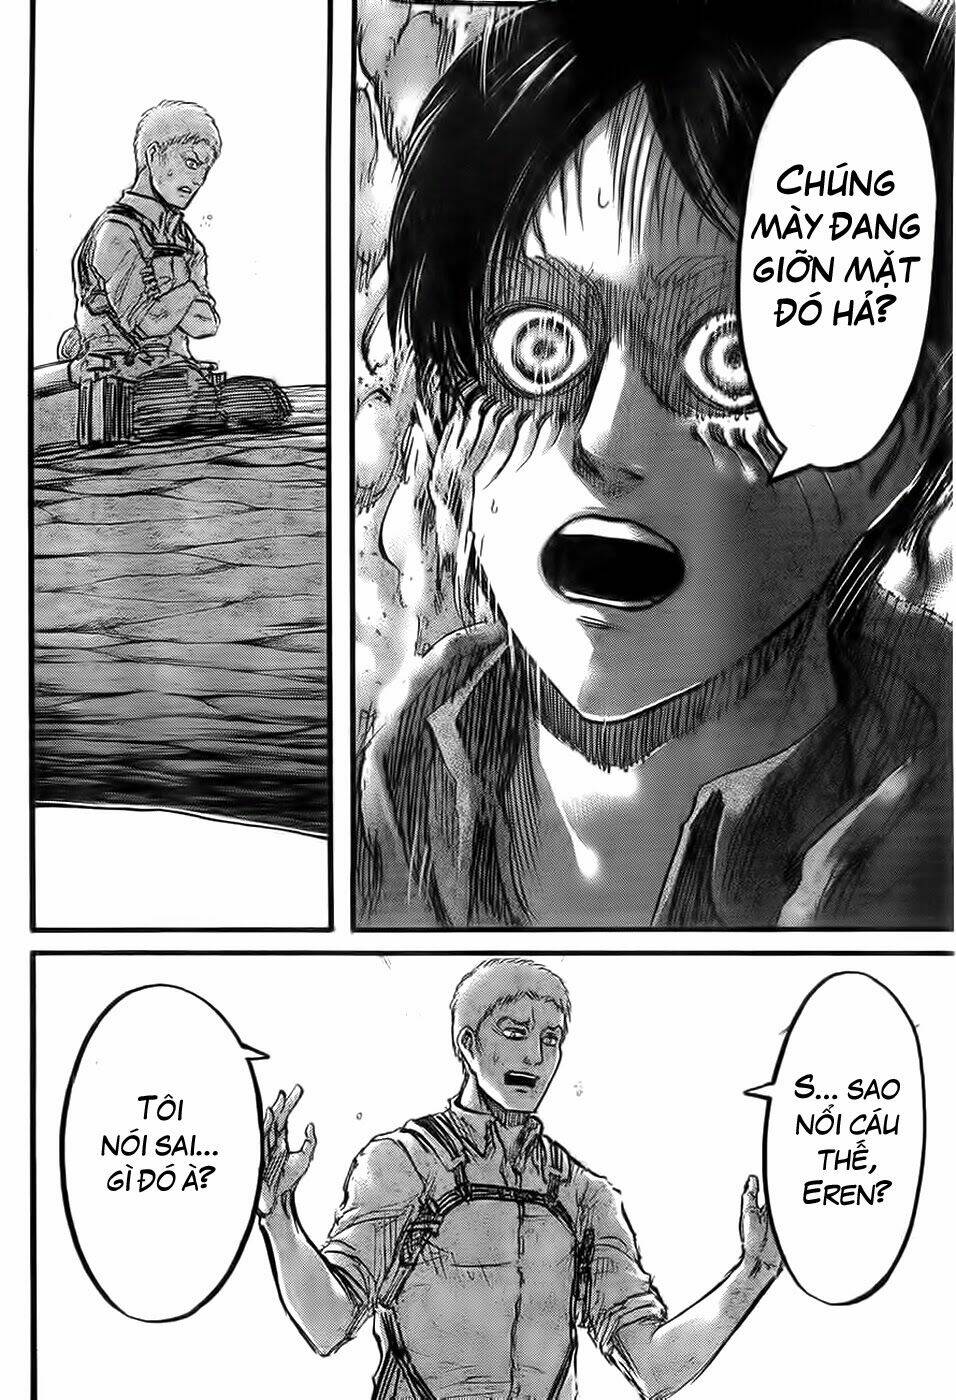 CHÚNG
MÀY ĐANG
GIỠN MẶT
ĐÓ HẢ?
S... SAO
NỔI CÁU
THẾ,
EREN?
TÔI
NÓI SAI...
GÌ ĐÓ À?